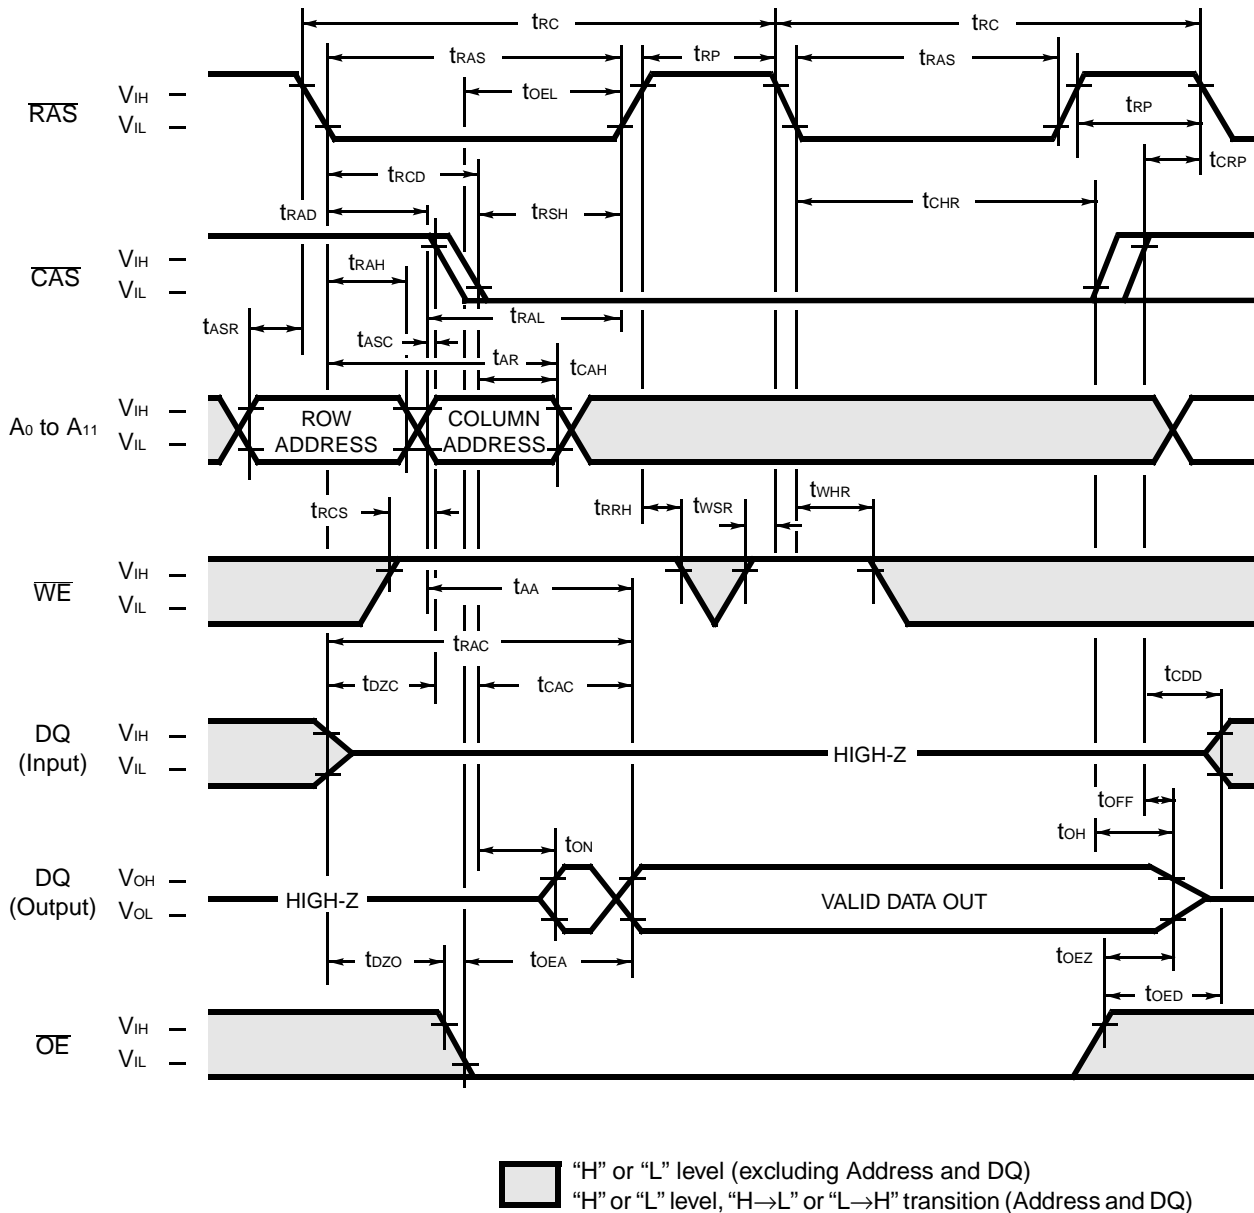 tRC tRC
tRAS tRP tRAS
RAS VIH tOEL tRP
VIL
tRCD tCRP
tRAD tRSH tCHR
CAS VIH tRAH
VIL
tASR tRAL
tASC tAR tCAH
A0 to A11 VIH ROW COLUMN
VIL ADDRESS ADDRESS
tRCS tRRH tWSR tWHR
WE VIH tAA
VIL
tRAC
tDZC tCAC tCDD
DQ VIH
(Input) VIL HIGH-Z
tOFF
tON tOH
DQ VOH
(Output) VOL HIGH-Z VALID DATA OUT
tDZO tOEA tOEZ
tOED
OE VIH
VIL
“H” or “L” level (excluding Address and DQ)
“H” or “L” level, “H→L” or “L→H” transition (Address and DQ)